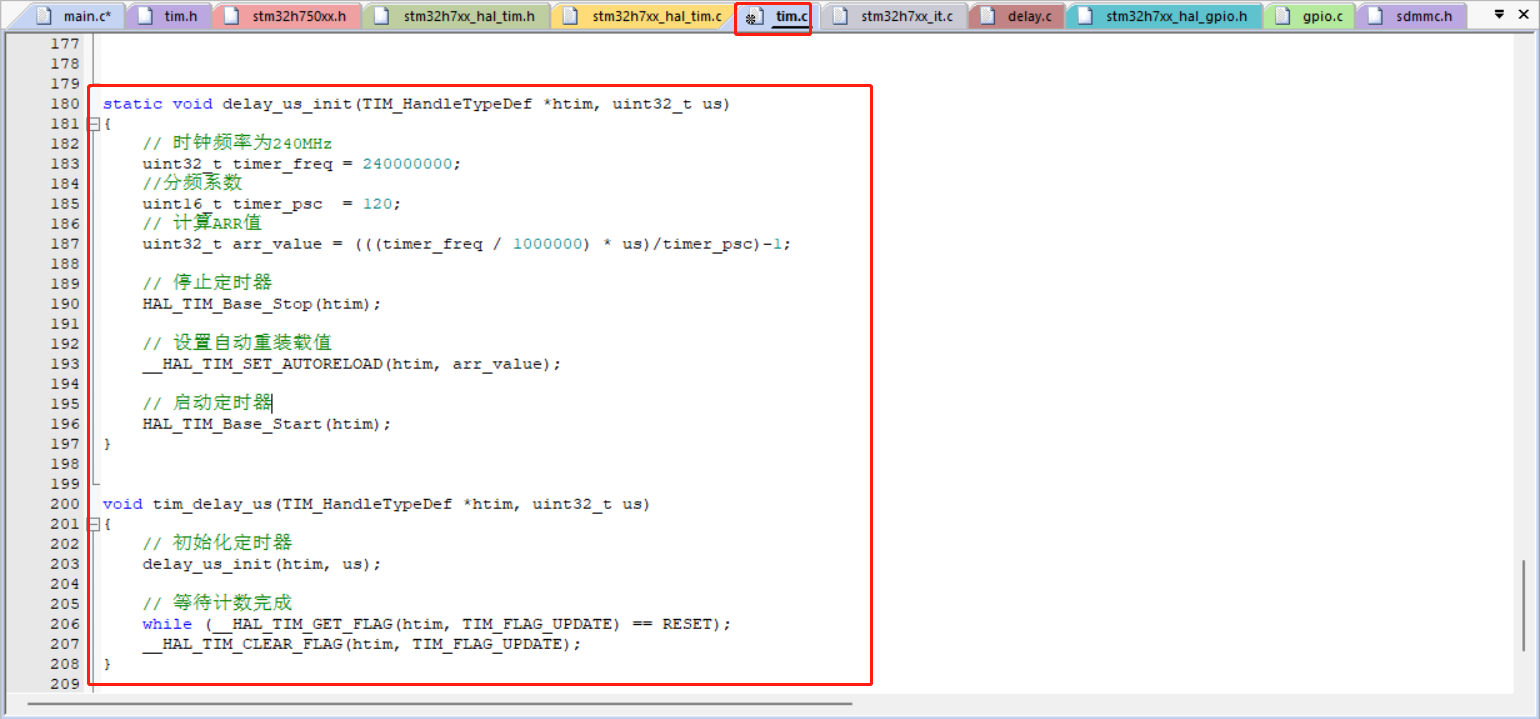 main.c* tim.h stm32h750xx.h stm32h7xx_hal_tim.h stm32h7xx_hal_tim.c tim.c stm32h7xx_it.c delay.c stm32h7xx_hal_gpio.h gpio.c sdmmc.h
177
178
179
180 static void delay_us_init(TIM_HandleTypeDef *htim, uint32_t us)
181 {
182 // 时钟频率为240MHz
183 uint32_t timer_freq = 240000000;
184 //分频系数
185 uint16_t timer_psc  = 120;
186 // 计算ARR值
187 uint32_t arr_value = (((timer_freq / 1000000) * us)/timer_psc)-1;
188
189 // 停止定时器
190 HAL_TIM_Base_Stop(htim);
191
192 // 设置自动重装载值
193 __HAL_TIM_SET_AUTORELOAD(htim, arr_value);
194
195 // 启动定时器
196 HAL_TIM_Base_Start(htim);
197 }
198
199
200 void tim_delay_us(TIM_HandleTypeDef *htim, uint32_t us)
201 {
202 // 初始化定时器
203 delay_us_init(htim, us);
204
205 // 等待计数完成
206 while (__HAL_TIM_GET_FLAG(htim, TIM_FLAG_UPDATE) == RESET);
207 __HAL_TIM_CLEAR_FLAG(htim, TIM_FLAG_UPDATE);
208 }
209